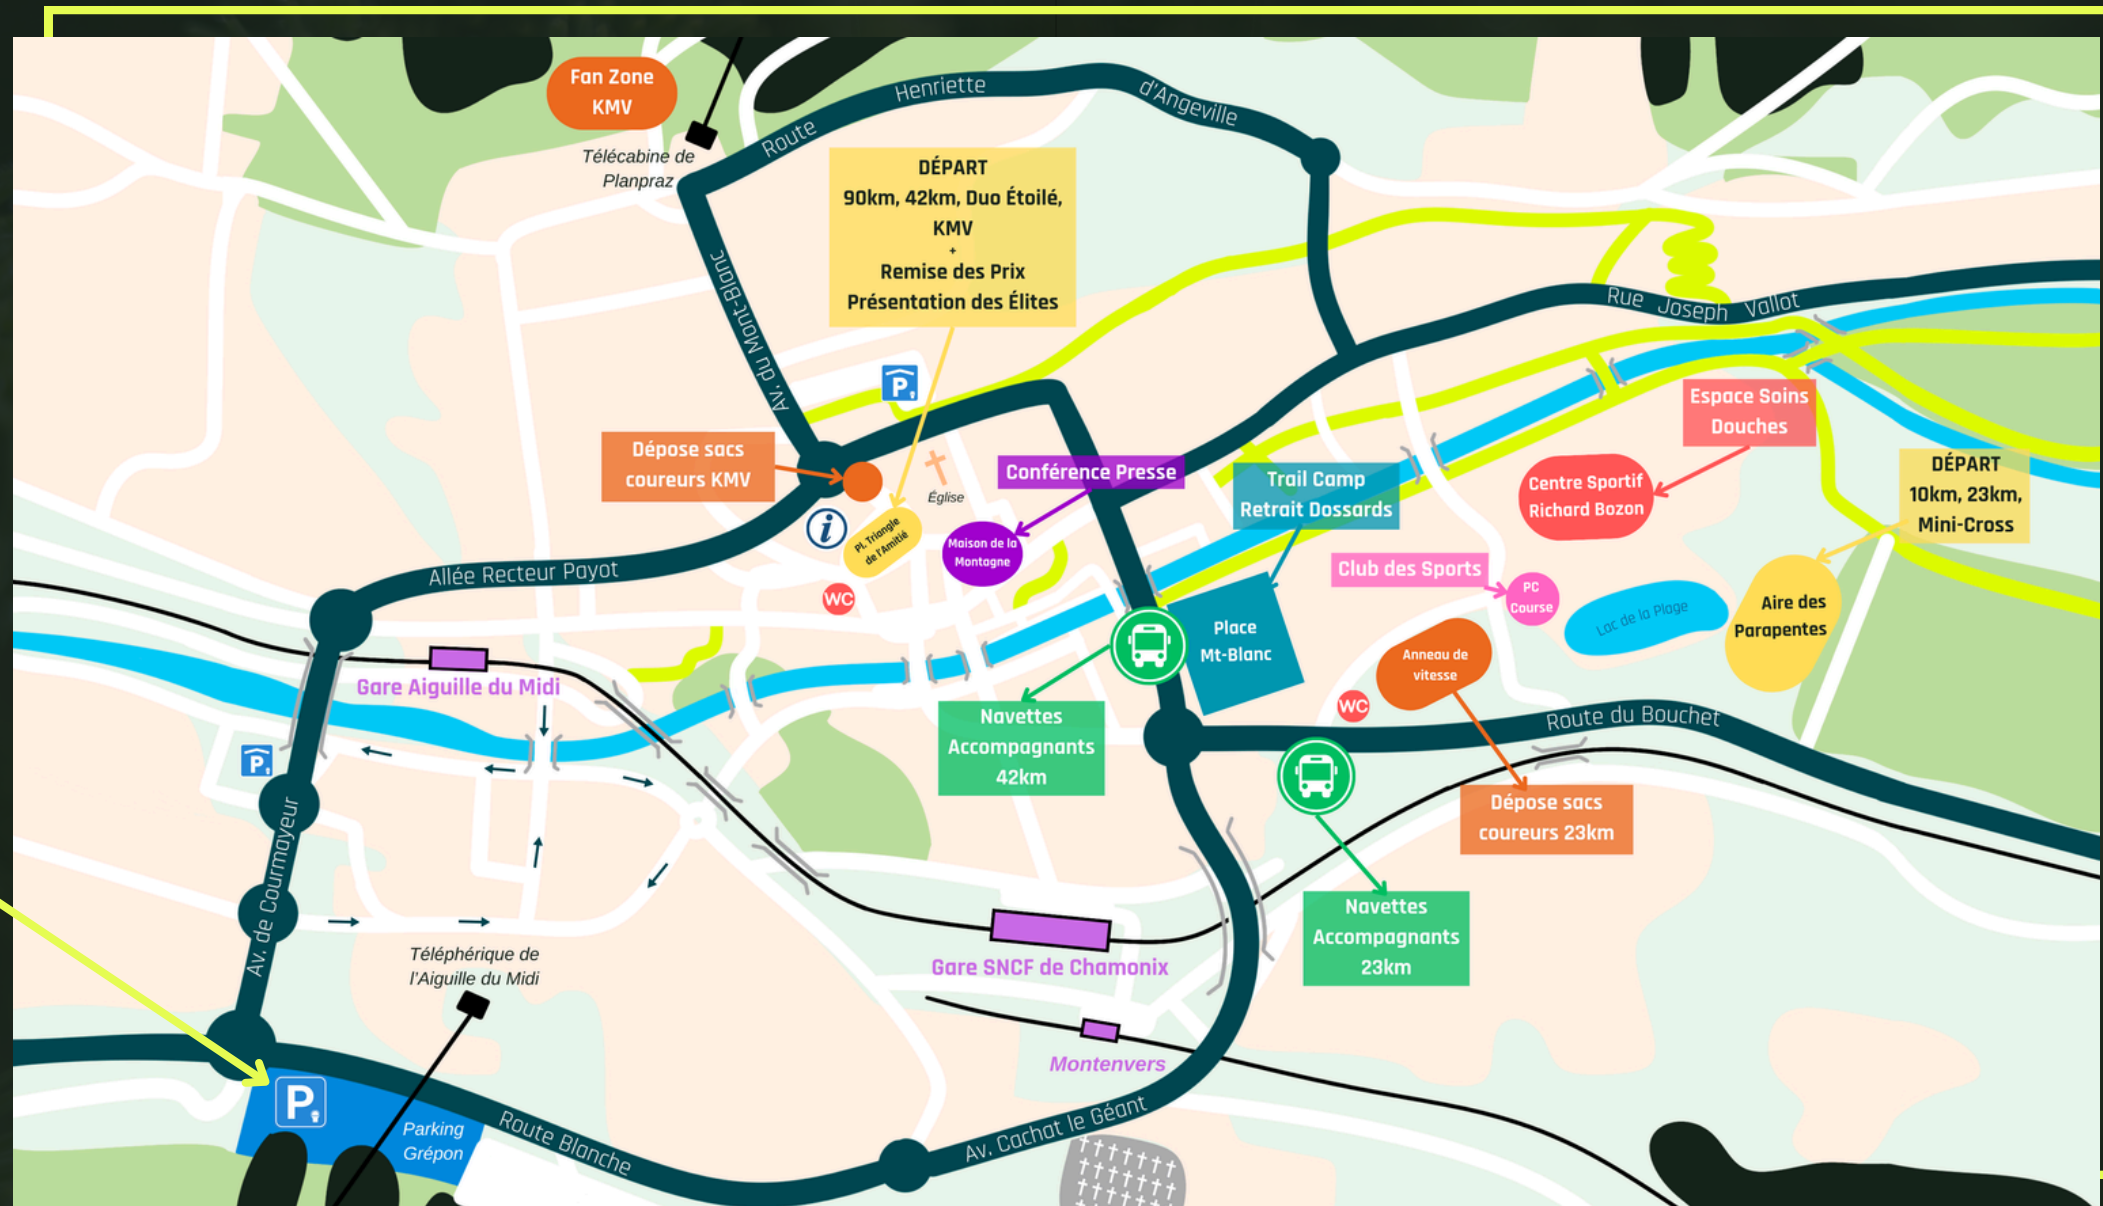 Fan Zone
KMV
Télécabine de
Planpraz
Route
Henriette
d'Angeville
DÉPART
90km, 42km, Duo Étoilé,
KMV
+
Remise des Prix
Présentation des Élites
Av. du Mont-Blanc
Rue Joseph Vallot
P
Dépose sacs
coureurs KMV
Église
Conférence Presse
Trail Camp
Retrait Dossards
Espace Soins
Douches
Centre Sportif
Richard Bozon
DÉPART
10km, 23km,
Mini-Cross
i
Pl. Triangle
de l'Amitié
Maison de la
Montagne
WC
Allée Recteur Payot
Club des Sports
PC
Course
Lac de la Plage
Aire des
Parapentes
Place
Mt-Blanc
Anneau de
vitesse
WC
Gare Aiguille du Midi
Route du Bouchet
Navettes
Accompagnants
42km
P
Dépose sacs
coureurs 23km
Av. de Courmayeur
Navettes
Accompagnants
23km
Téléphérique de
l'Aiguille du Midi
Gare SNCF de Chamonix
Montenvers
P
Parking
Grépon
Route Blanche
Av. Cachat le Géant